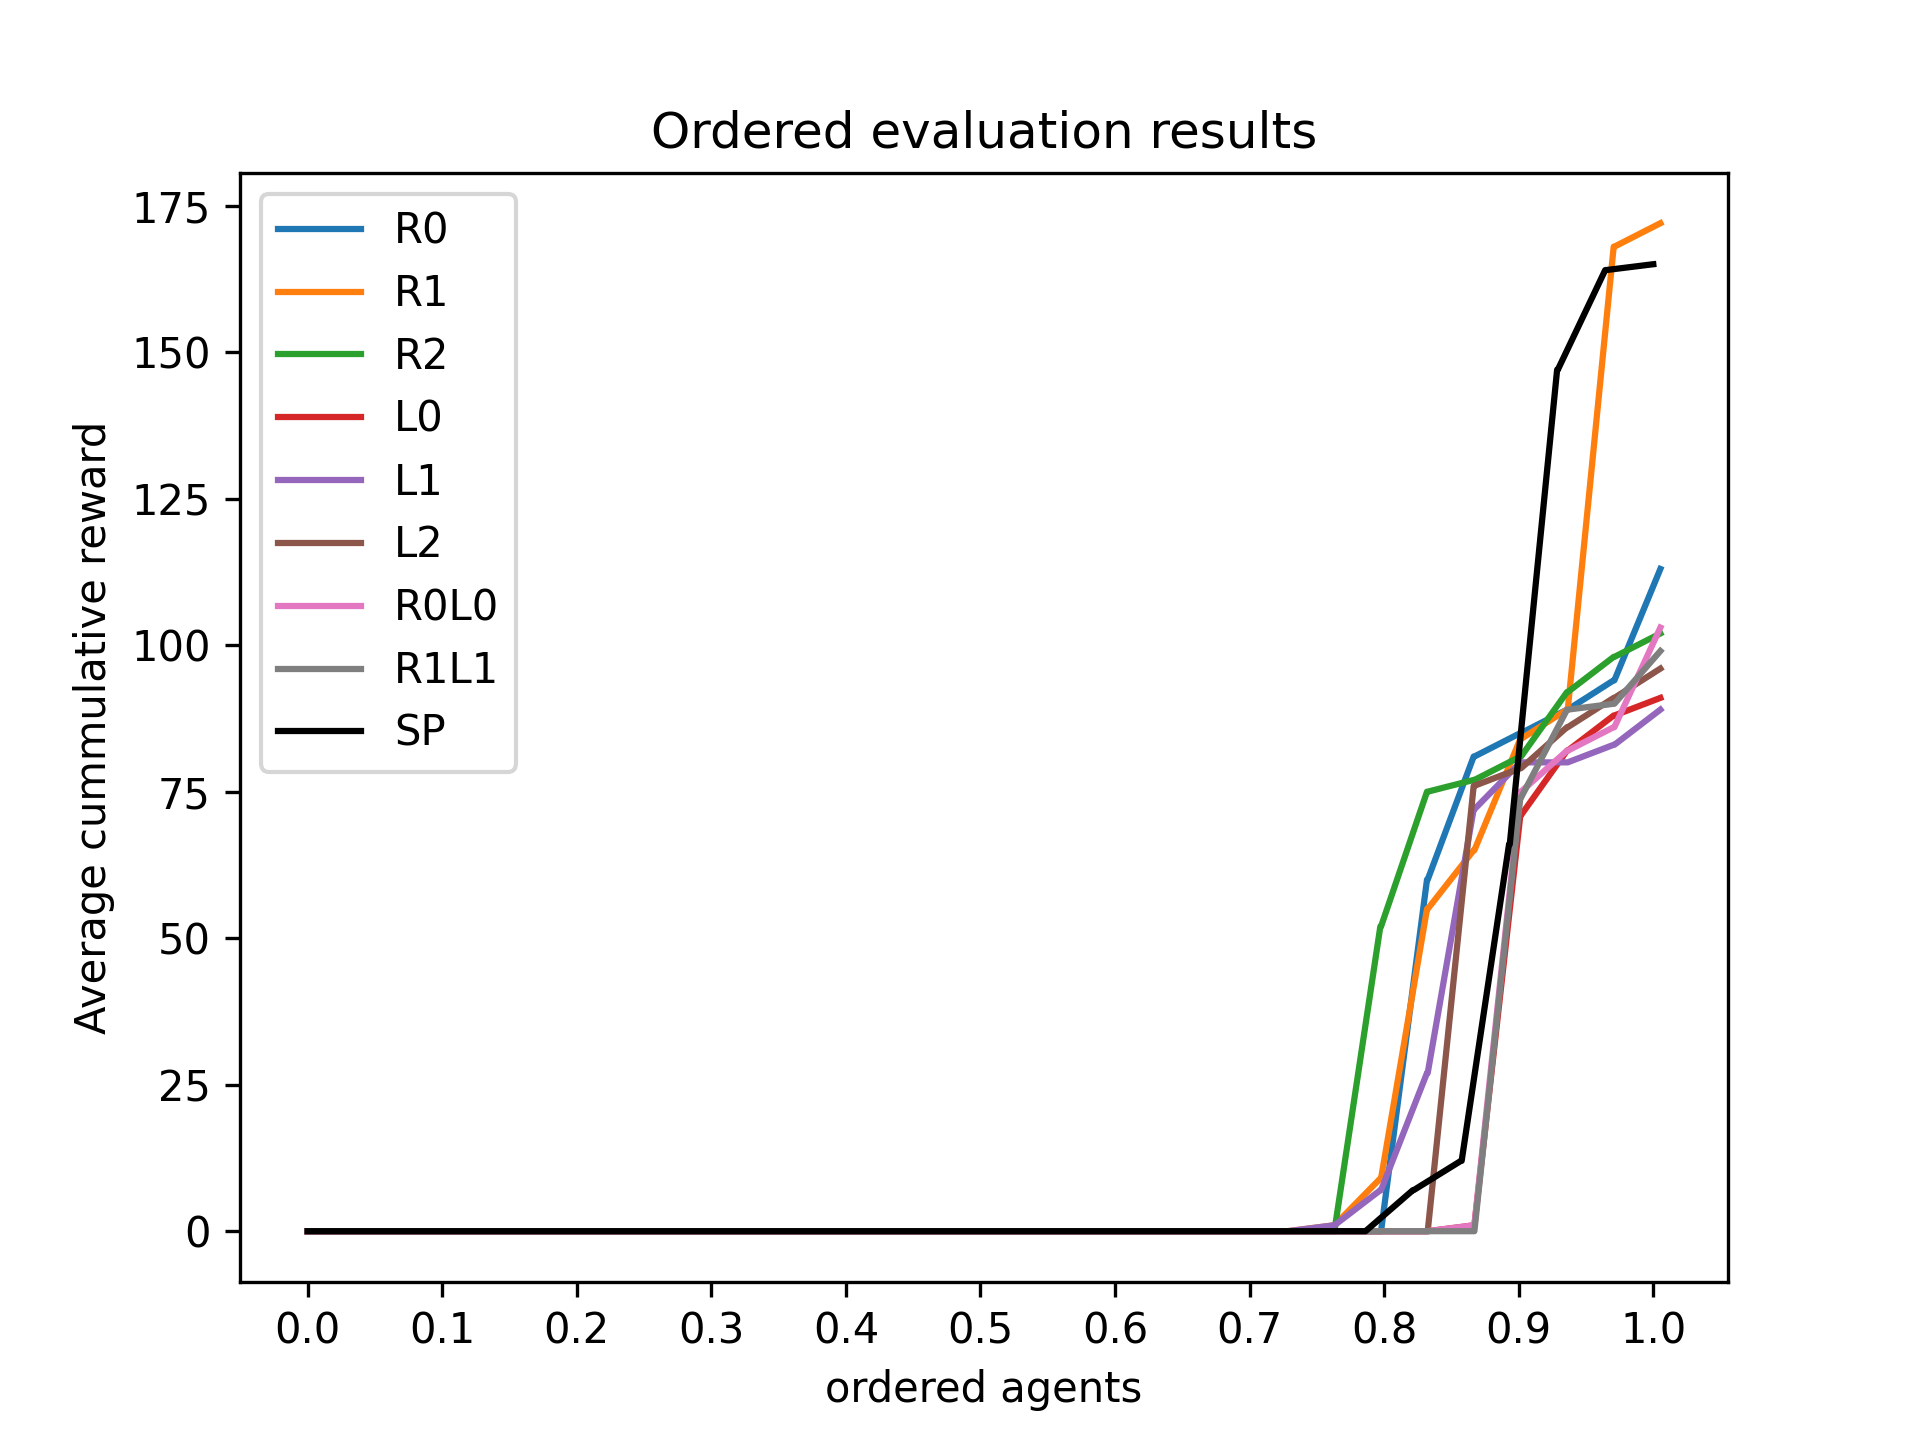 Ordered evaluation results
Average cummulative reward
175
150
125
100
75
50
25
0
R0
R1
R2
L0
L1
L2
R0L0
R1L1
SP
0.0 0.1 0.2 0.3 0.4 0.5 0.6 0.7 0.8 0.9 1.0
ordered agents